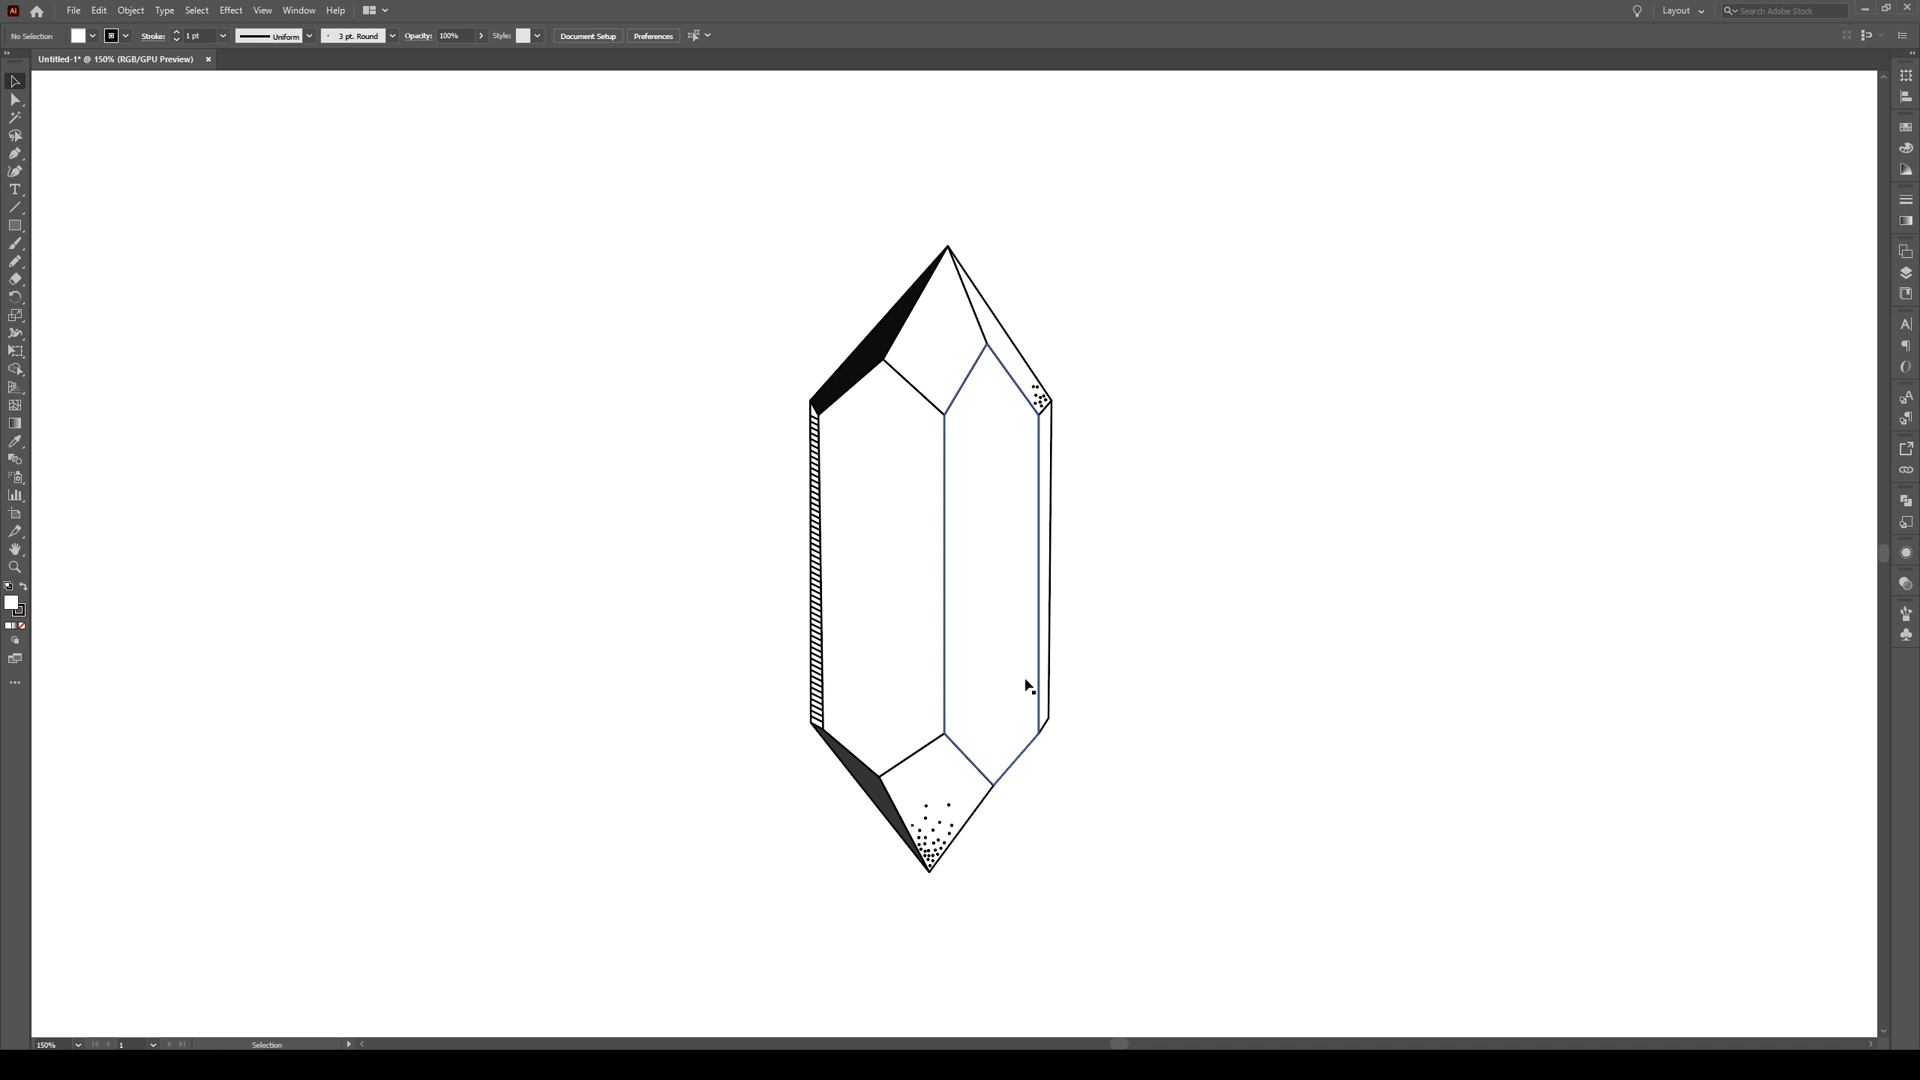 Ai File Edit Object Type Select Effect View Window Help Layout Search Adobe Stock
No Selection Stroke: 1 pt Uniform 3 pt. Round Opacity: 100% Style: Document Setup Preferences
Untitled-1* @ 150% (RGB/GPU Preview) ×
150% 1 Selection